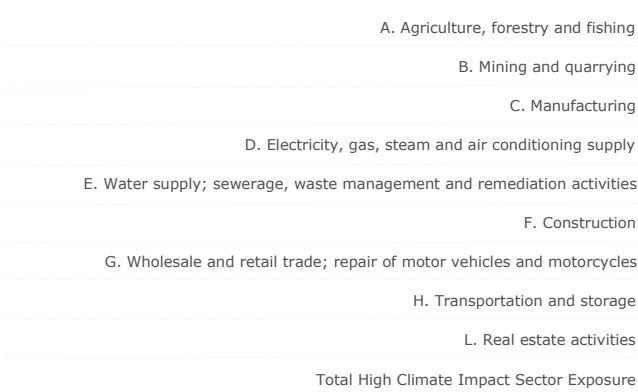 A. Agriculture, forestry and fishing
B. Mining and quarrying
C. Manufacturing
D. Electricity, gas, steam and air conditioning supply
E. Water supply; sewerage, waste management and remediation activities
F. Construction
G. Wholesale and retail trade; repair of motor vehicles and motorcycles
H. Transportation and storage
L. Real estate activities
Total High Climate Impact Sector Exposure